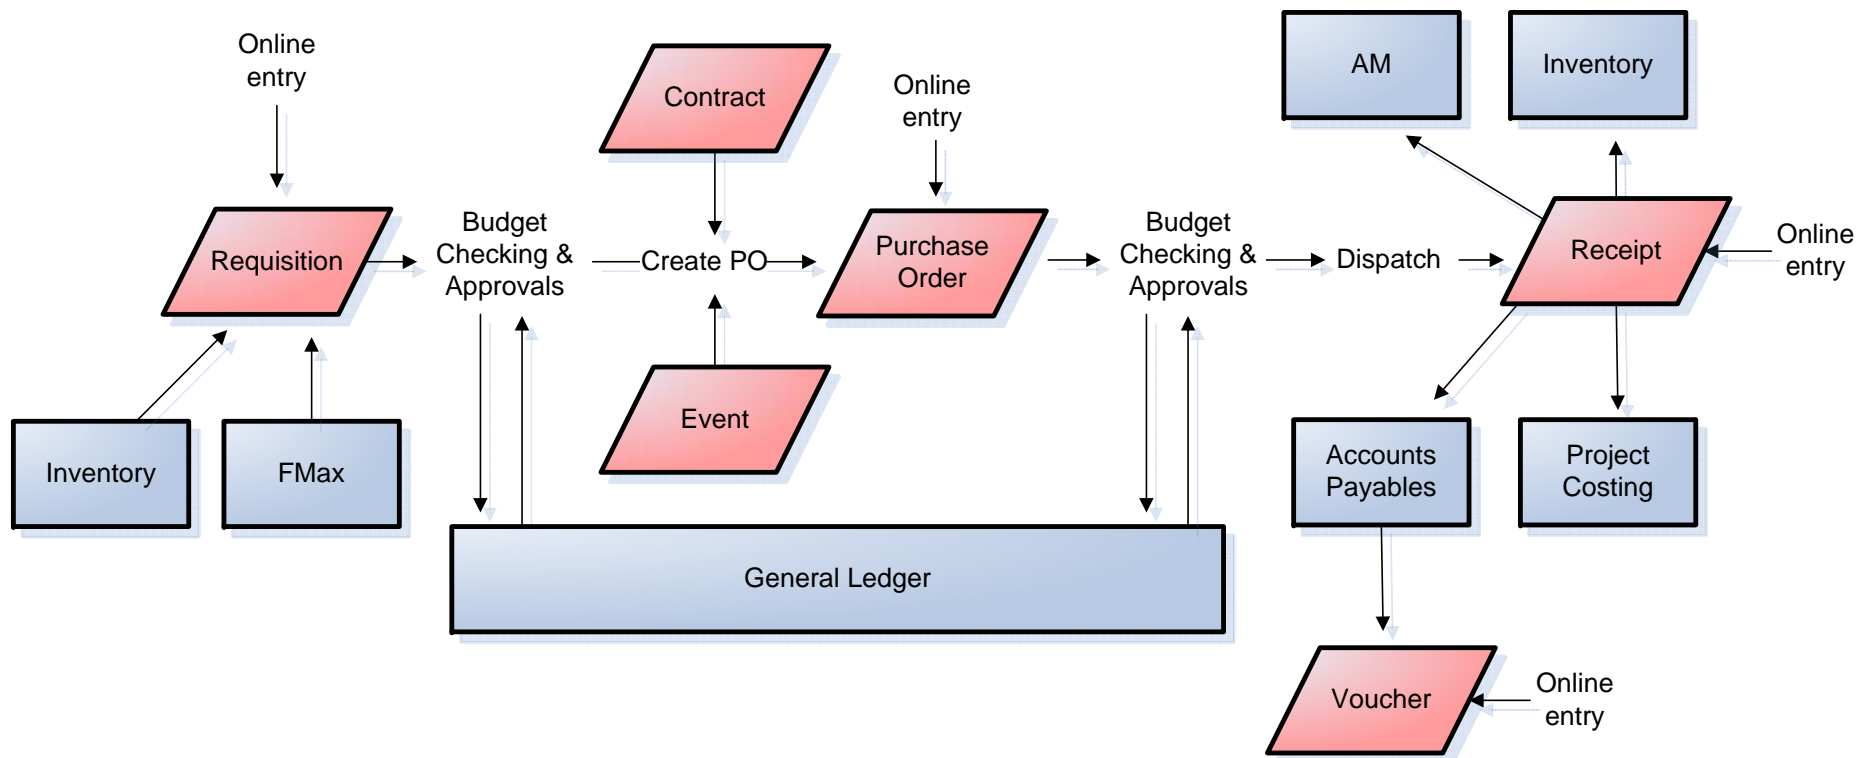 Online
entry
Contract
Online
entry
AM
Inventory
Requisition
Budget
Checking &
Approvals
Create PO
Purchase
Order
Budget
Checking &
Approvals
Dispatch
Receipt
Online
entry
Inventory
FMax
Event
Accounts
Payables
Project
Costing
General Ledger
Voucher
Online
entry